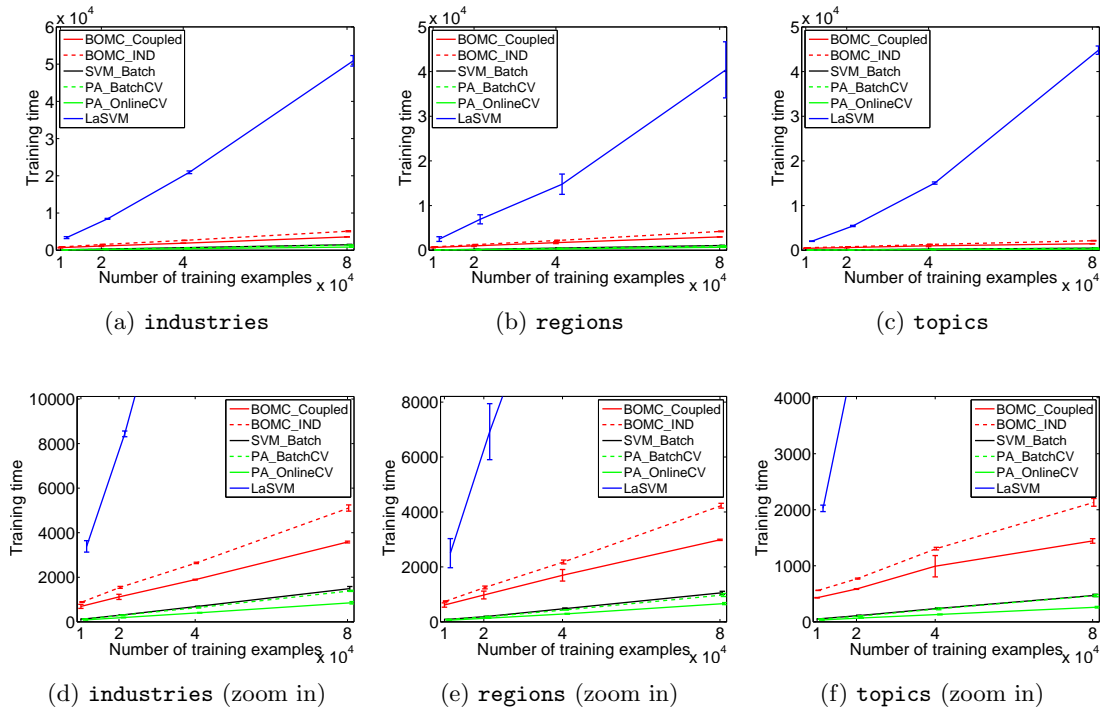 x 10^4
6
5
4
3
2
1
0
Training time
BOMC_Coupled
BOMC_IND
SVM_Batch
PA_BatchCV
PA_OnlineCV
LaSVM
1 2 4 8
Number of training examples
x 10^4
(a) industries
x 10^4
5
4
3
2
1
0
Training time
BOMC_Coupled
BOMC_IND
SVM_Batch
PA_BatchCV
PA_OnlineCV
LaSVM
1 2 4 8
Number of training examples
x 10^4
(b) regions
x 10^4
5
4
3
2
1
0
Training time
BOMC_Coupled
BOMC_IND
SVM_Batch
PA_BatchCV
PA_OnlineCV
LaSVM
1 2 4 8
Number of training examples
x 10^4
(c) topics
10000
8000
6000
4000
2000
0
Training time
BOMC_Coupled
BOMC_IND
SVM_Batch
PA_BatchCV
PA_OnlineCV
LaSVM
1 2 4 8
Number of training examples
x 10^4
(d) industries (zoom in)
8000
6000
4000
2000
0
Training time
BOMC_Coupled
BOMC_IND
SVM_Batch
PA_BatchCV
PA_OnlineCV
LaSVM
1 2 4 8
Number of training examples
x 10^4
(e) regions (zoom in)
4000
3000
2000
1000
0
Training time
BOMC_Coupled
BOMC_IND
SVM_Batch
PA_BatchCV
PA_OnlineCV
LaSVM
1 2 4 8
Number of training examples
x 10^4
(f) topics (zoom in)